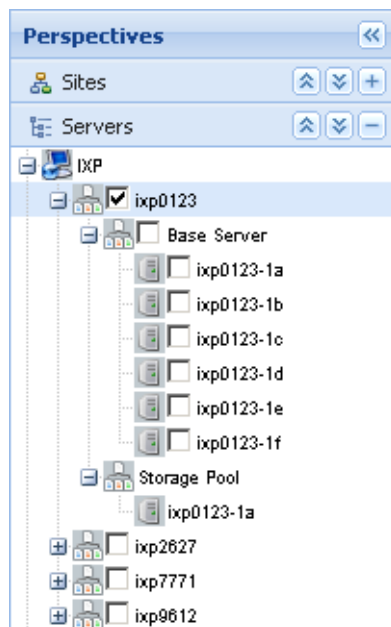 Perspectives
Sites
Servers
IXP
ixp0123
Base Server
ixp0123-1a
ixp0123-1b
ixp0123-1c
ixp0123-1d
ixp0123-1e
ixp0123-1f
Storage Pool
ixp0123-1a
ixp2627
ixp7771
ixp9612